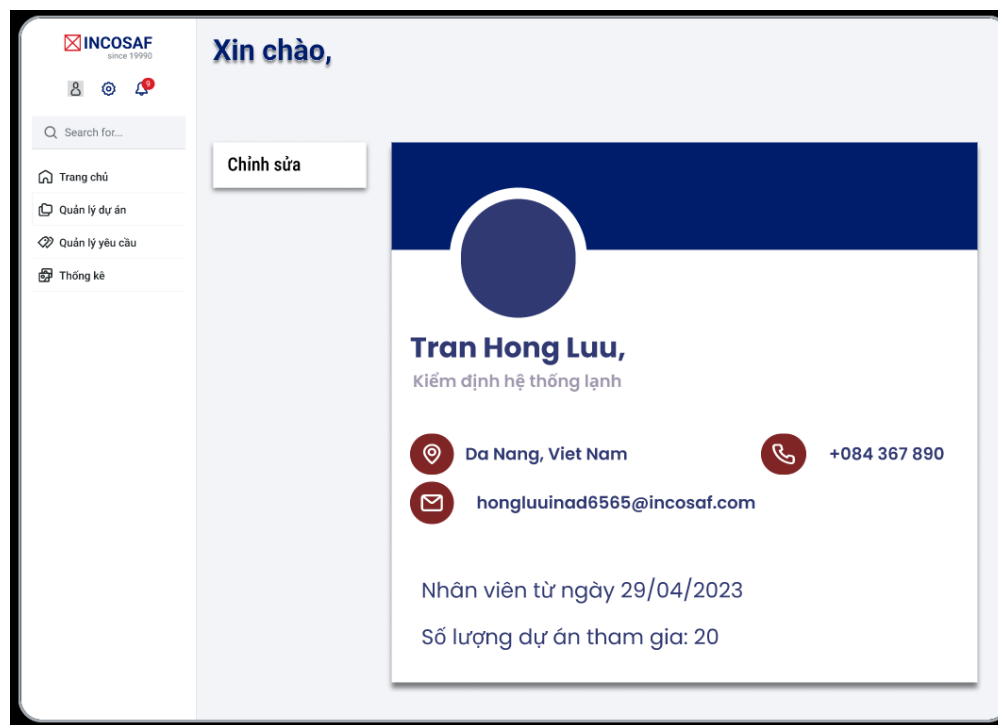 INCOSAF
since 19990
9
Search for...
Trang chủ
Quản lý dự án
Quản lý yêu cầu
Thống kê
Xin chào,
Chỉnh sửa
Tran Hong Luu,
Kiểm định hệ thống lạnh
Da Nang, Viet Nam
+084 367 890
hongluuinad6565@incosaf.com
Nhân viên từ ngày 29/04/2023
Số lượng dự án tham gia: 20